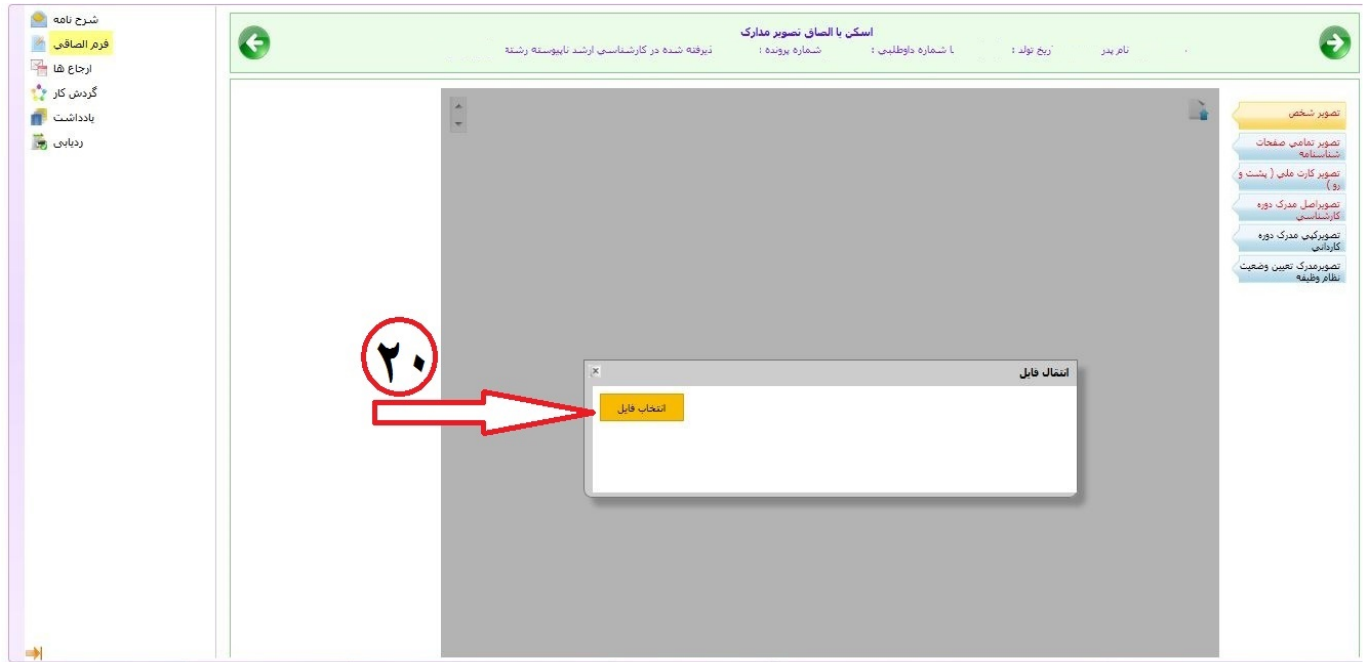 شرح نامه
فرم الصاقی
ارجاع ها
گردش کار
یادداشت
ردیابی
اسکن یا الصاق تصویر مدارک
نام پدر
ریخ تولد :
ا شماره داوطلبی :
شماره پرونده :
ذیرفته شده در کارشناسی ارشد ناپیوسته رشته
تصویر شخص
تصویر تمامی صفحات
شناسنامه
تصویر کارت ملی ( پشت و
رو )
تصویراصل مدرک دوره
کارشناسی
تصویرکپی مدرک دوره
کاردانی
تصویرمدرک تعیین وضعیت
نظام وظیفه
انتقال فایل
انتخاب فایل
۲۰